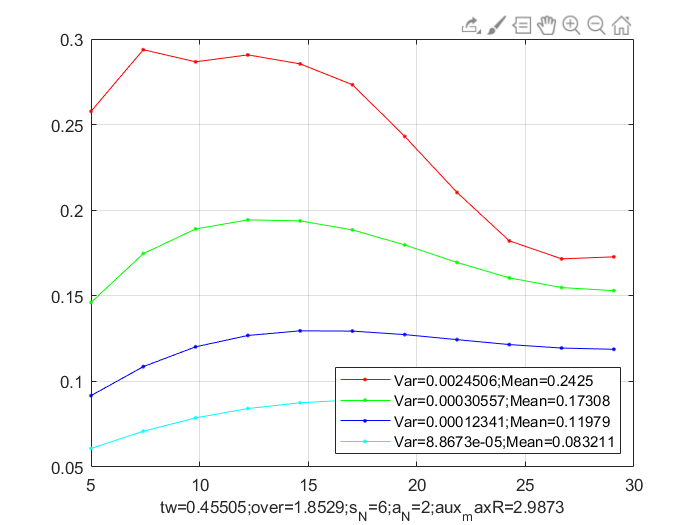 0.3
0.25
0.2
0.15
0.1
0.05
5
10
15
20
25
30
Var=0.0024506;Mean=0.2425
Var=0.00030557;Mean=0.17308
Var=0.00012341;Mean=0.11979
Var=8.8673e-05;Mean=0.083211
tw=0.45505;over=1.8529;s_N=6;a_N=2;aux_maxR=2.9873